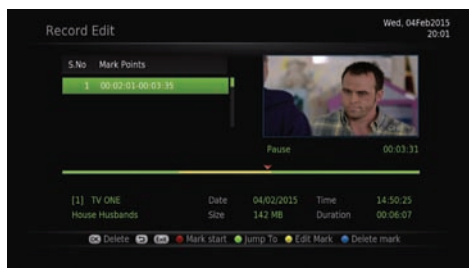 Record Edit
Wed, 04Feb2015
20:01
S.No Mark Points
1 00:02:01-00:03:35
Pause 00:03:31
[1] TV ONE Date 04/02/2015 Time 14:50:25
House Husbands Size 142 MB Duration 00:06:07
OK Delete Exit Mark start Jump To Edit Mark Delete mark